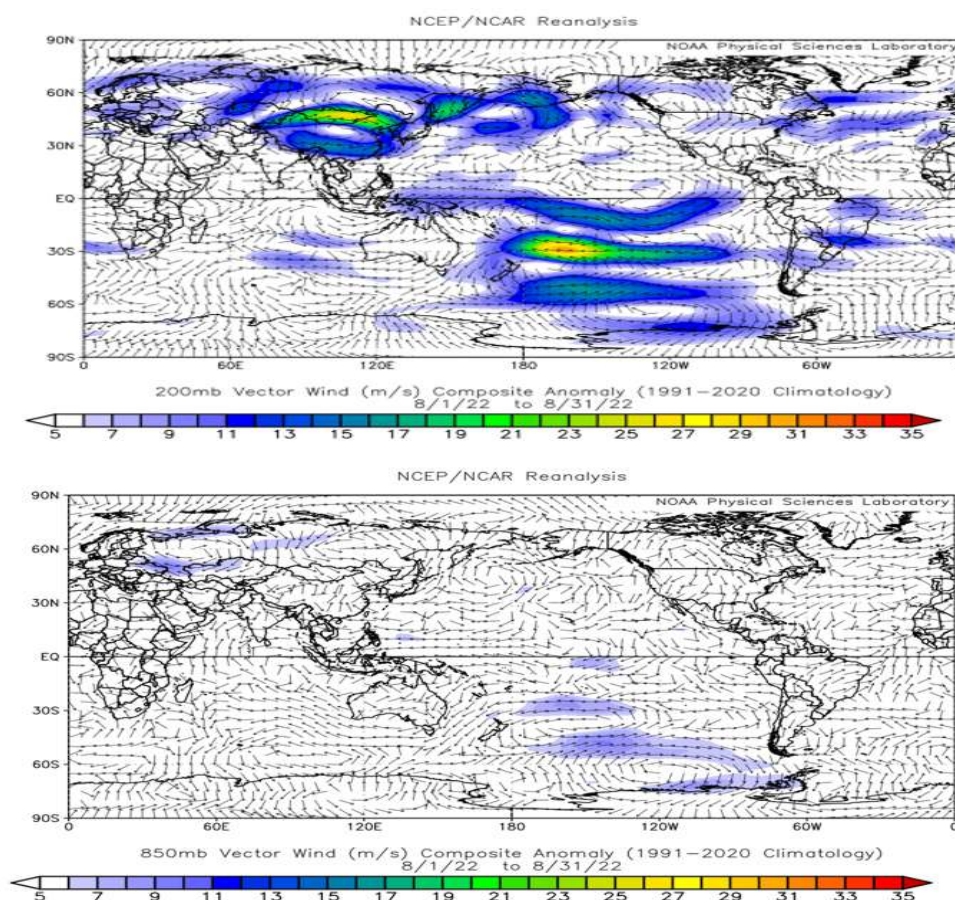 NCEP/NCAR Reanalysis
NOAA Physical Sciences Laboratory
90N
60N
30N
EQ
30S
60S
90S
0 60E 120E 180 120W 60W 0
200mb Vector Wind (m/s) Composite Anomaly (1991-2020 Climatology)
8/1/22 to 8/31/22
5 7 9 11 13 15 17 19 21 23 25 27 29 31 33 35
NCEP/NCAR Reanalysis
NOAA Physical Sciences Laboratory
90N
60N
30N
EQ
30S
60S
90S
0 60E 120E 180 120W 60W 0
850mb Vector Wind (m/s) Composite Anomaly (1991-2020 Climatology)
8/1/22 to 8/31/22
5 7 9 11 13 15 17 19 21 23 25 27 29 31 33 35